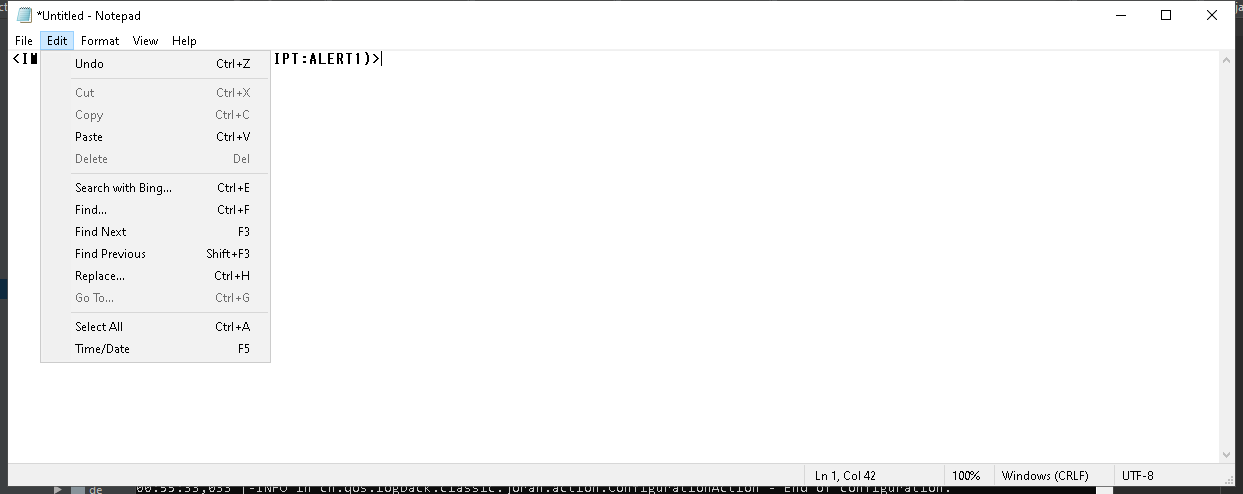 *Untitled - Notepad
File Edit Format View Help
<IM IPT:ALERT1)>
Undo Ctrl+Z
Cut Ctrl+X
Copy Ctrl+C
Paste Ctrl+V
Delete Del
Search with Bing... Ctrl+E
Find... Ctrl+F
Find Next F3
Find Previous Shift+F3
Replace... Ctrl+H
Go To... Ctrl+G
Select All Ctrl+A
Time/Date F5
Ln 1, Col 42 100% Windows (CRLF) UTF-8
de 00:55:33,033 |-INFO in ch.qos.logback.classic.joran.action.ConfigurationAction - End of configuration.